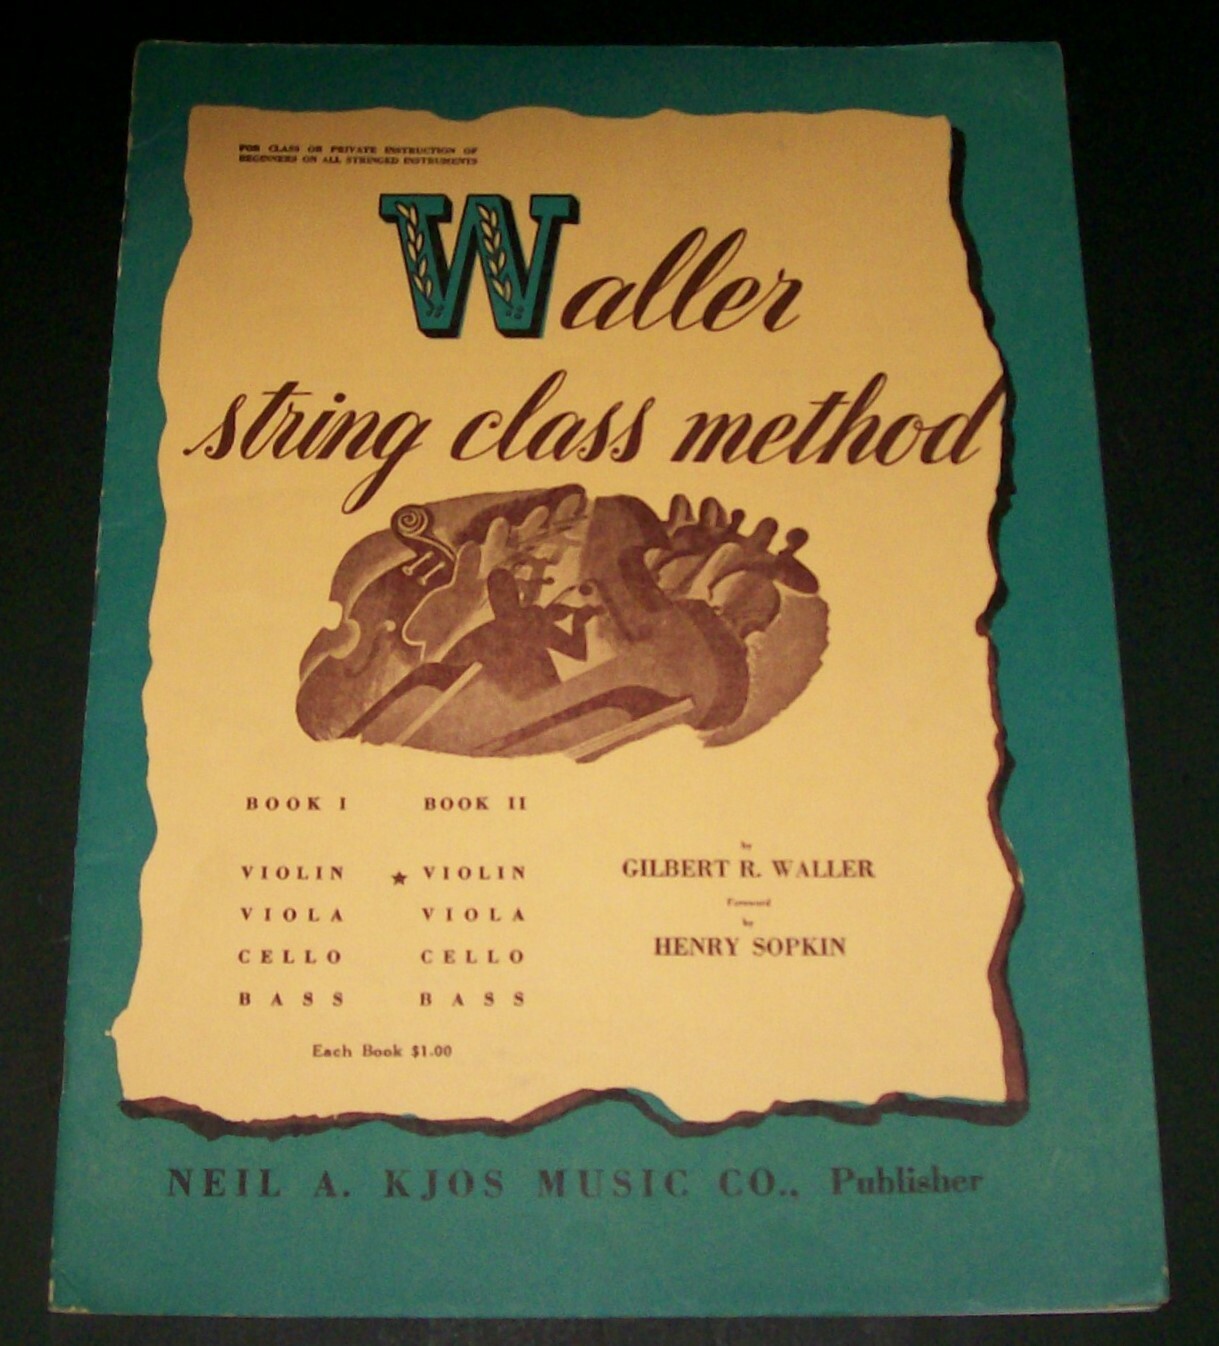 FOR CLASS OR PRIVATE INSTRUCTION OF
BEGINNERS ON ALL STRINGED INSTRUMENTS
Waller
string class method
BOOK I BOOK II
VIOLIN ★ VIOLIN
VIOLA VIOLA
CELLO CELLO
BASS BASS
Each Book $1.00
by
GILBERT R. WALLER
Foreword
by
HENRY SOPKIN
NEIL A. KJOS MUSIC CO., Publisher